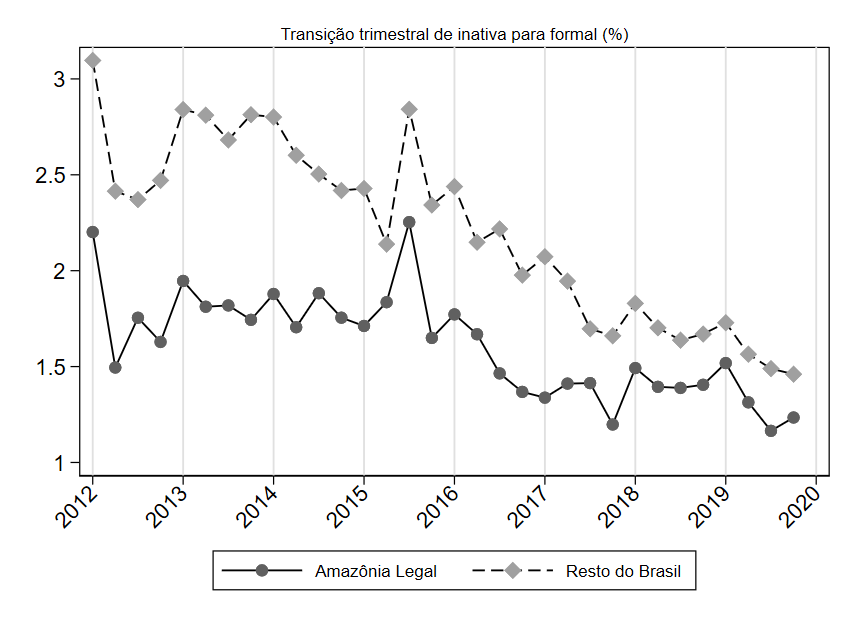 Transição trimestral de inativa para formal (%)
3
2.5
2
1.5
1
2012 2013 2014 2015 2016 2017 2018 2019 2020
Amazônia Legal Resto do Brasil